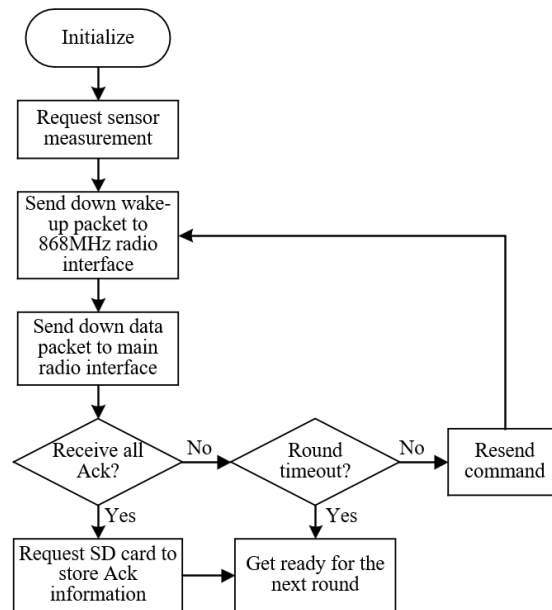 Initialize
Request sensor
measurement
Send down wake-
up packet to
868MHz radio
interface
Send down data
packet to main
radio interface
Receive all
Ack?
No
Round
timeout?
No
Resend
command
Yes
Yes
Request SD card to
store Ack
information
Get ready for the
next round